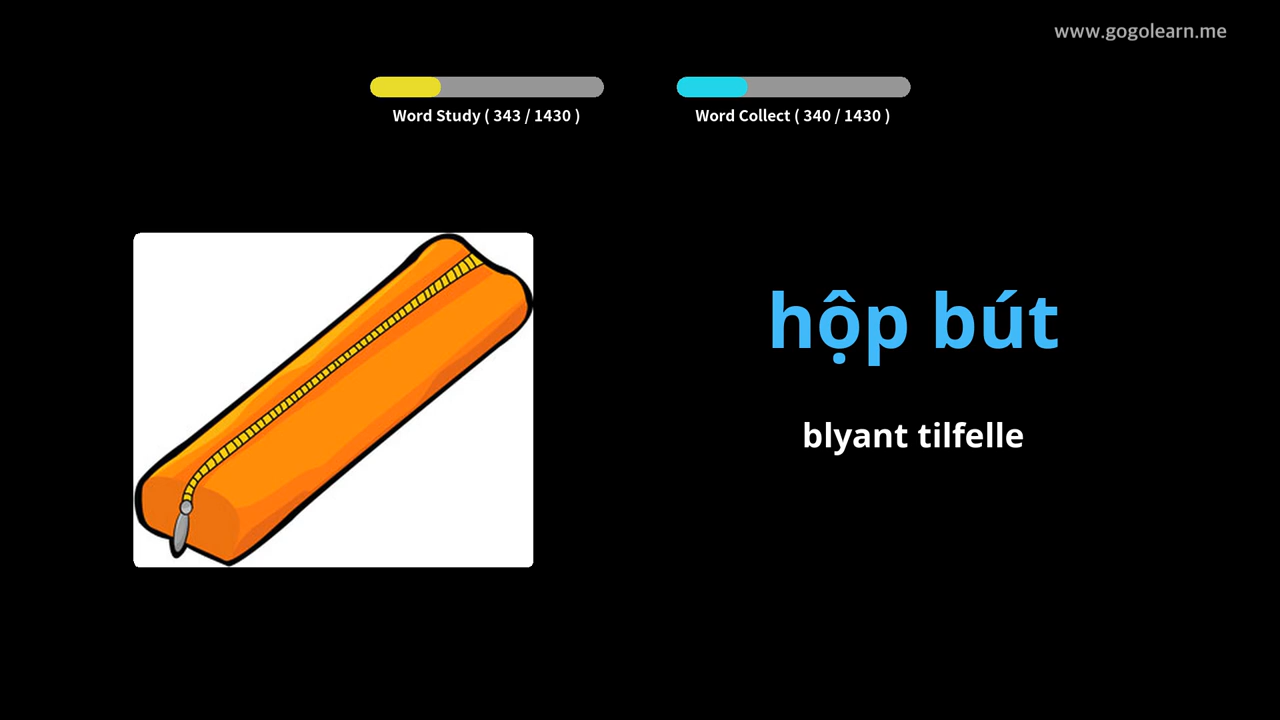 www.gogolearn.me
Word Study ( 343 / 1430 )
Word Collect ( 340 / 1430 )
hộp bút
blyant tilfelle